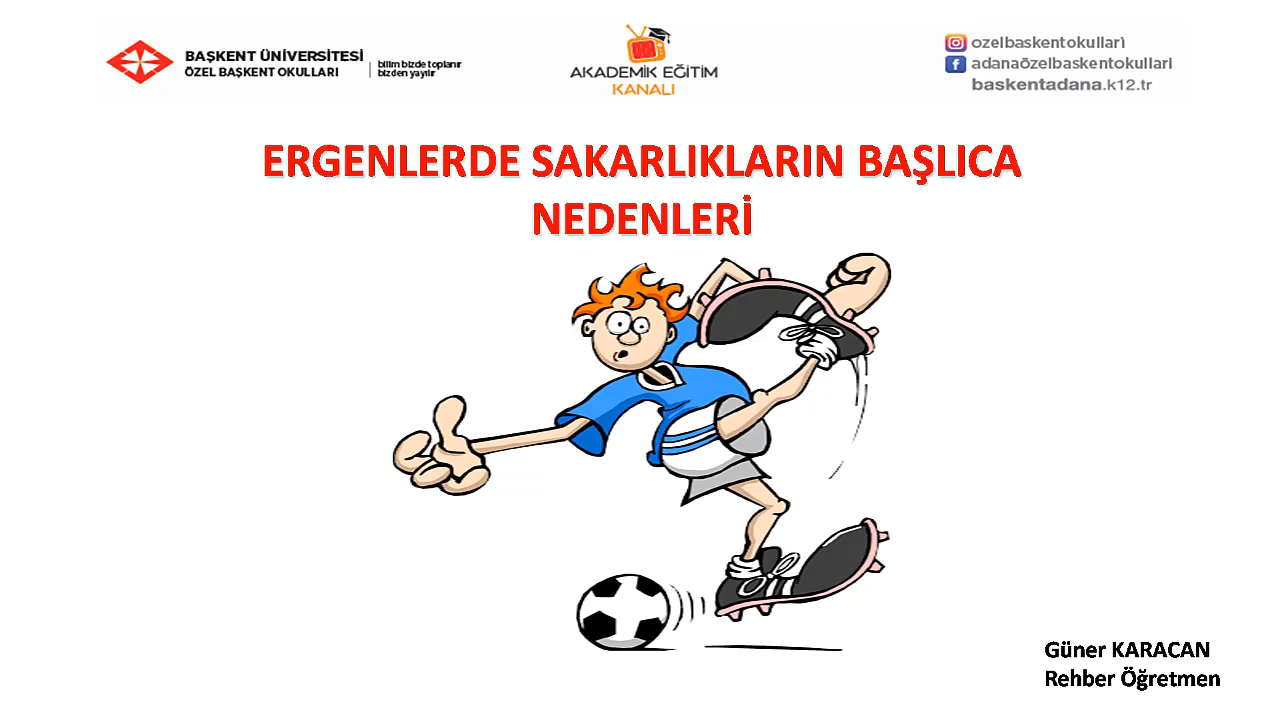 BAŞKENT ÜNİVERSİTESİ
ÖZEL BAŞKENT OKULLARI
bilim bizde toplanır
bizden yayılır
AKADEMİK EĞİTİM
KANALI
ozelbaskentokullari
adanaözelbaskentokullari
baskentadana.k12.tr
ERGENLERDE SAKARLIKLARIN BAŞLICA
NEDENLERİ
Güner KARACAN
Rehber Öğretmen